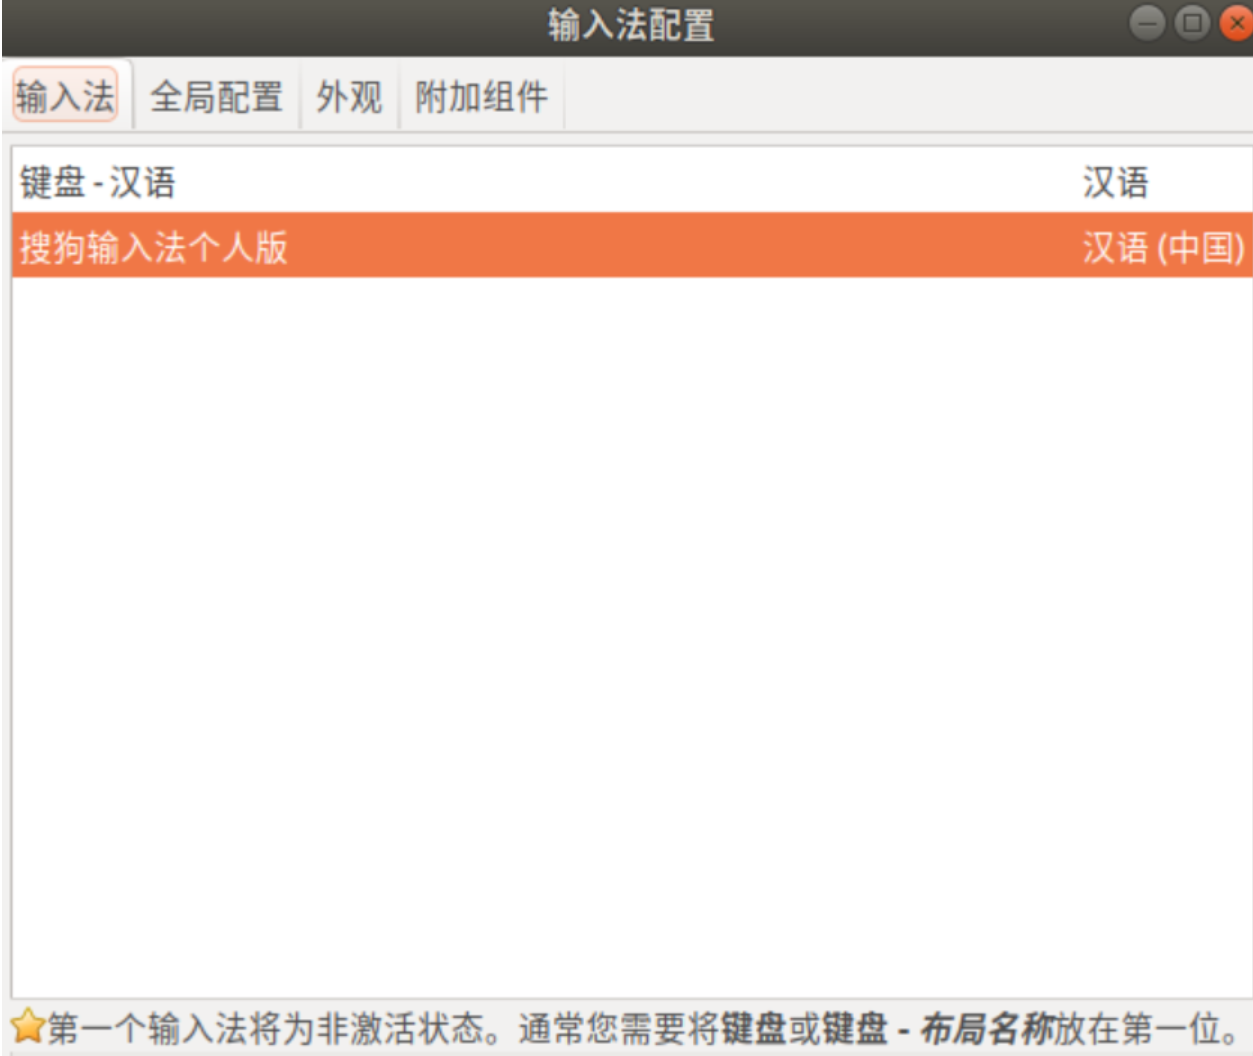 输入法配置
输入法 全局配置 外观 附加组件
键盘 - 汉语 汉语
搜狗输入法个人版 汉语 (中国)
第一个输入法将为非激活状态。通常您需要将键盘或键盘 - 布局名称放在第一位。